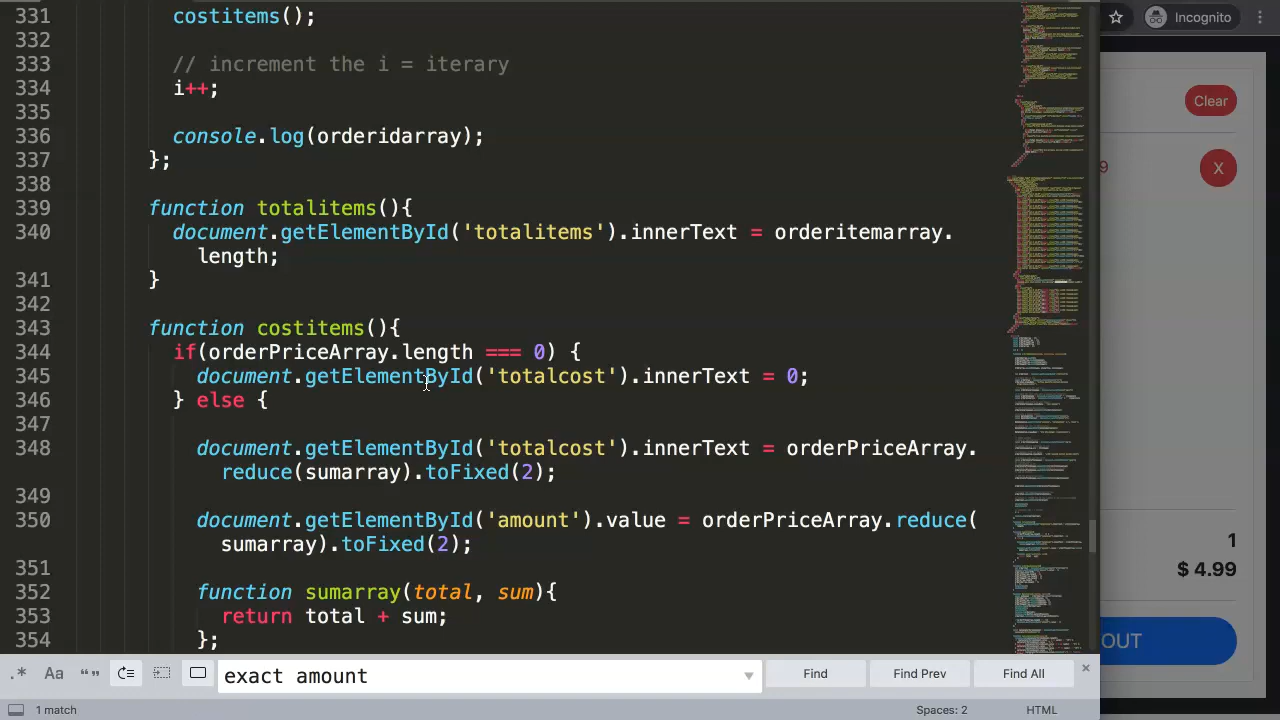 331 costitems();
332
333 // increment the i = iterary
334 i++;
335
336 console.log(orderidarray);
337 };
338
339 function totalitems(){
340 document.getElementById('totalitems').innerText = orderitemarray.
length;
341 }
342
343 function costitems(){
344 if(orderPriceArray.length === 0) {
345 document.getElementById('totalcost').innerText = 0;
346 } else {
347
348 document.getElementById('totalcost').innerText = orderPriceArray.
reduce(sumarray).toFixed(2);
349
350 document.getElementById('amount').value = orderPriceArray.reduce(
sumarray).toFixed(2);
351
352 function sumarray(total, sum){
353 return total + sum;
354 };
.* Aa “ ” exact amount Find Find Prev Find All ×
1 match Spaces: 2 HTML
Incognito
Clear
9 X
1
$ 4.99
OUT